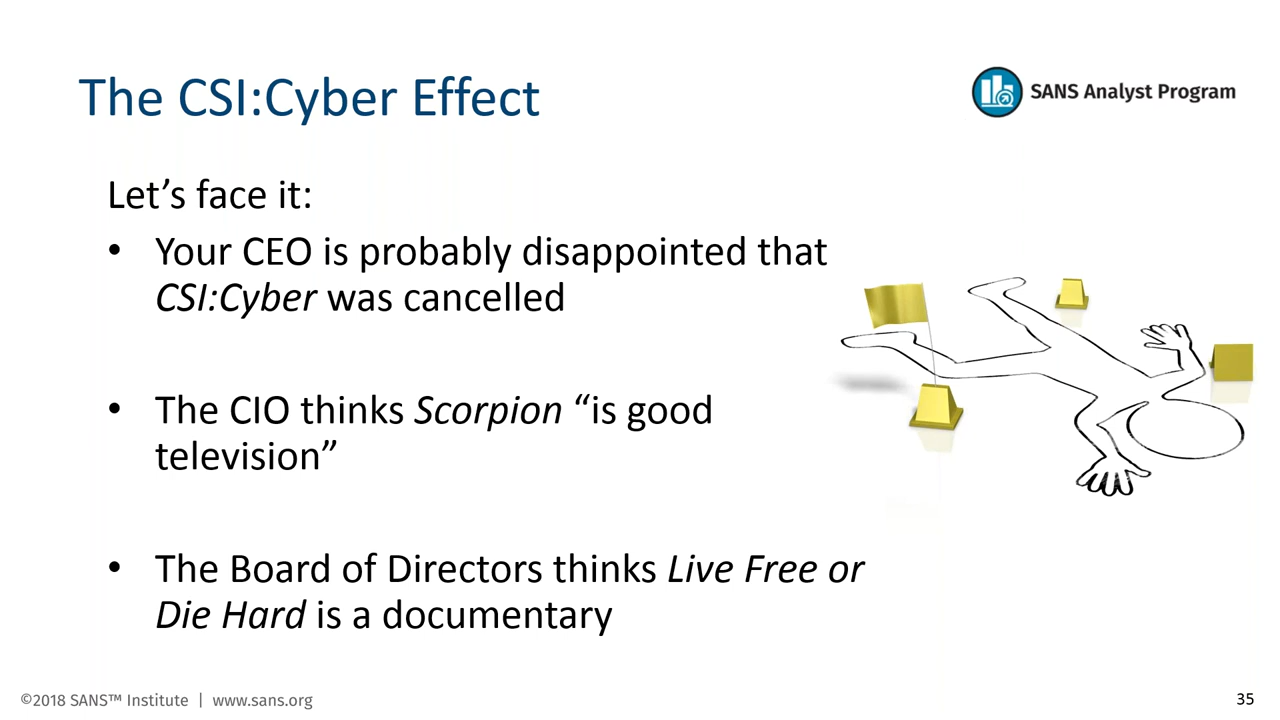 The CSI:Cyber Effect
SANS Analyst Program
Let’s face it:
• Your CEO is probably disappointed that
CSI:Cyber was cancelled
• The CIO thinks Scorpion “is good
television”
• The Board of Directors thinks Live Free or
Die Hard is a documentary
©2018 SANS™ Institute | www.sans.org
35